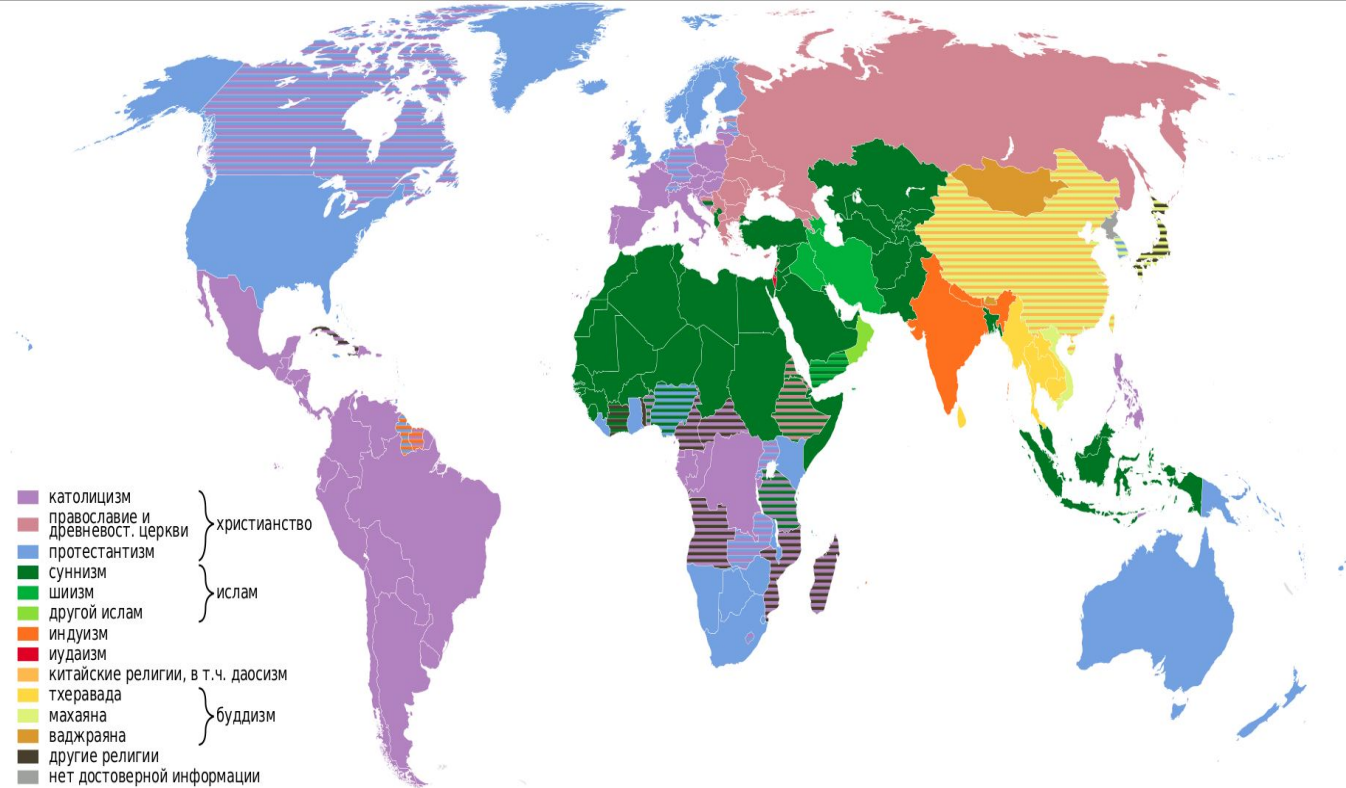 католицизм
православие и
древневост. церкви
христианство
протестантизм
суннизм
шиизм
ислам
другой ислам
индуизм
иудаизм
китайские религии, в т.ч. даосизм
тхеравада
махаяна
буддизм
ваджраяна
другие религии
нет достоверной информации